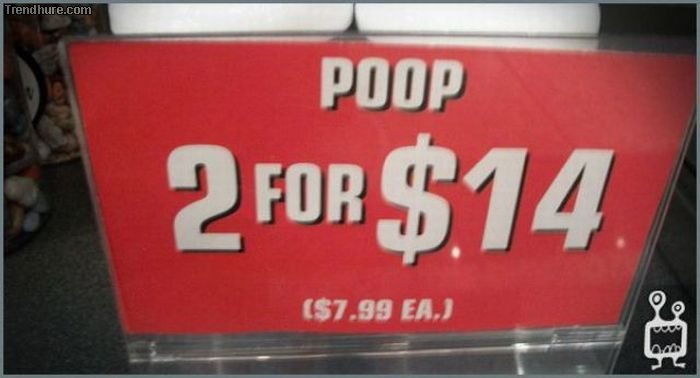 Trendhure.com
POOP
2 FOR $14
($7.99 EA.)